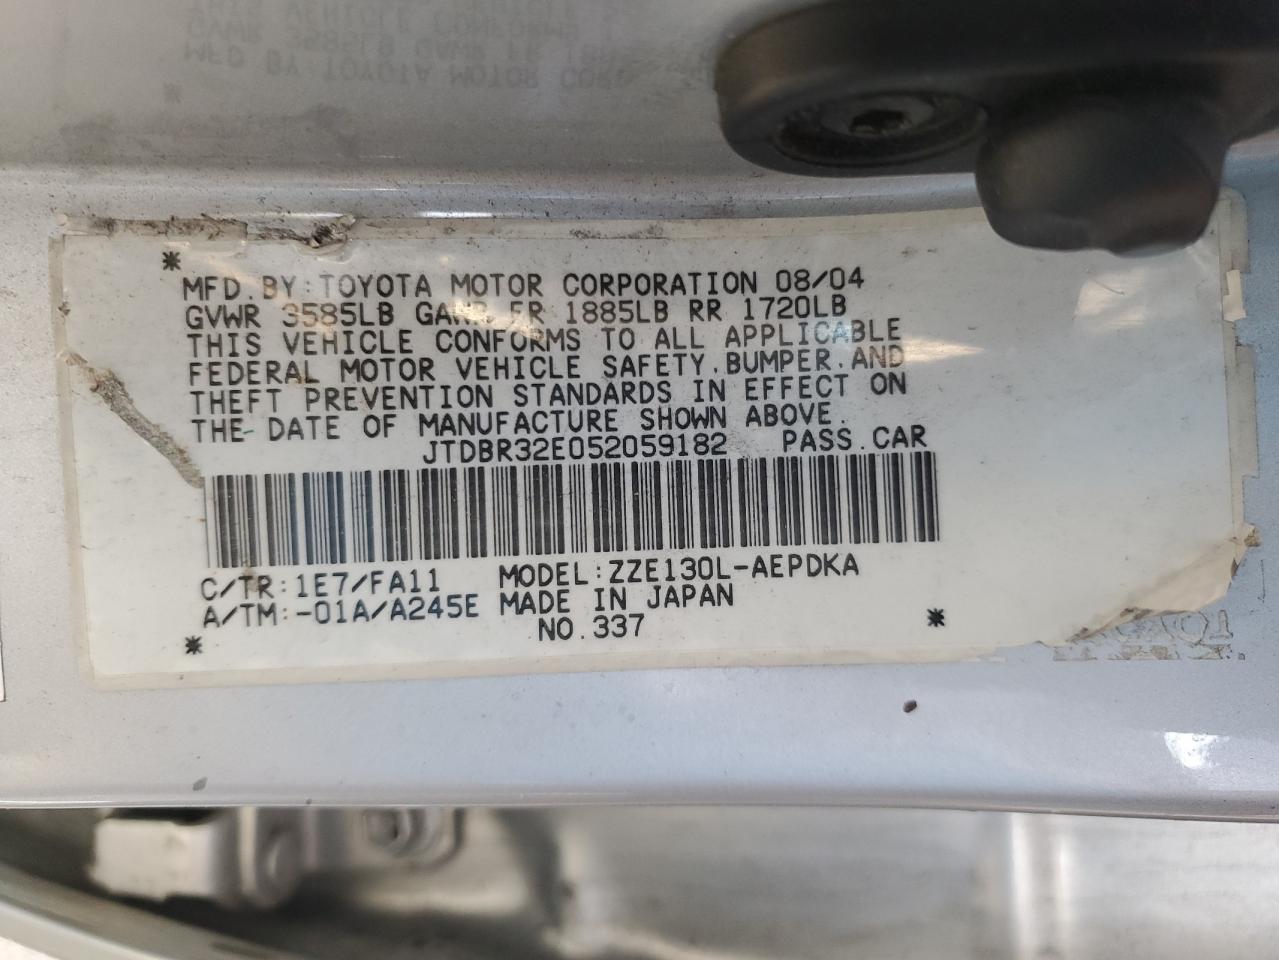 MFD. BY: TOYOTA MOTOR CORPORATION 08/04
GVWR 3585LB GAWR FR 1885LB RR 1720LB
THIS VEHICLE CONFORMS TO ALL APPLICABLE
FEDERAL MOTOR VEHICLE SAFETY, BUMPER, AND
THEFT PREVENTION STANDARDS IN EFFECT ON
THE DATE OF MANUFACTURE SHOWN ABOVE.
JTDBR32E052059182 PASS. CAR
C/TR: 1E7/FA11 MODEL: ZZE130L-AEPDKA
A/TM: -01A/A245E MADE IN JAPAN
NO. 337